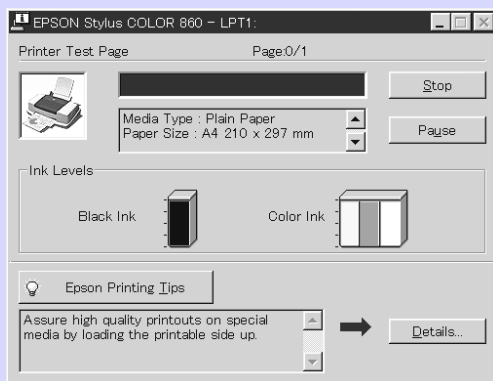 EPSON Stylus COLOR 860 - LPT1:
Printer Test Page Page:0/1
Stop
Media Type : Plain Paper
Paper Size : A4 210 x 297 mm
Pause
Ink Levels
Black Ink Color Ink
Epson Printing Tips
Assure high quality printouts on special
media by loading the printable side up.
Details...